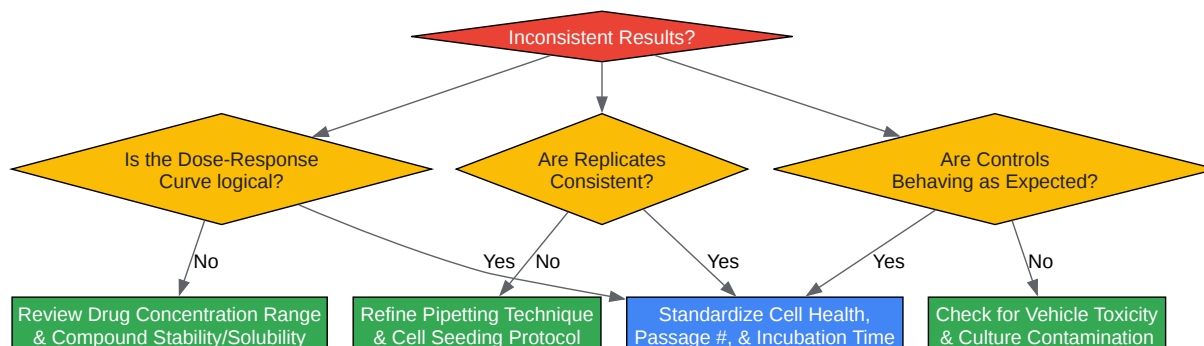 Inconsistent Results?
Is the Dose-Response
Curve logical?
Are Replicates
Consistent?
Are Controls
Behaving as Expected?
No
Yes
No
Yes
Yes
No
Review Drug Concentration Range
& Compound Stability/Solubility
Refine Pipetting Technique
& Cell Seeding Protocol
Standardize Cell Health,
Passage #, & Incubation Time
Check for Vehicle Toxicity
& Culture Contamination